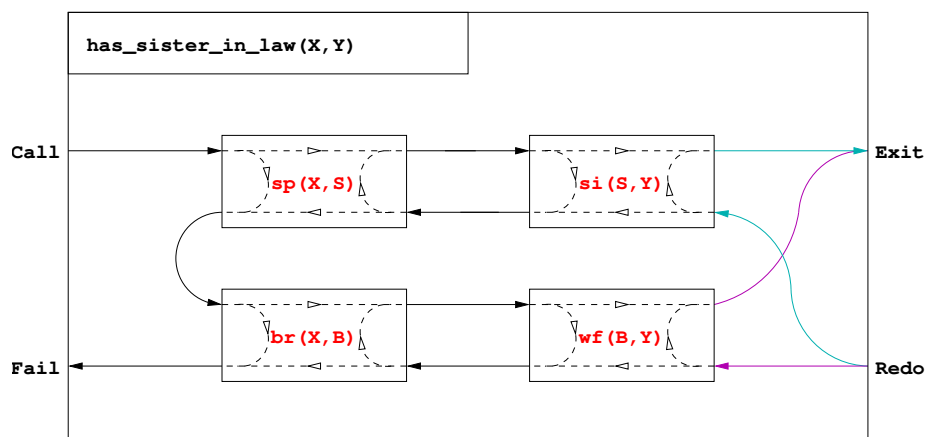 has_sister_in_law(X,Y)
Call
Exit
sp(X,S)
si(S,Y)
br(X,B)
wf(B,Y)
Fail
Redo